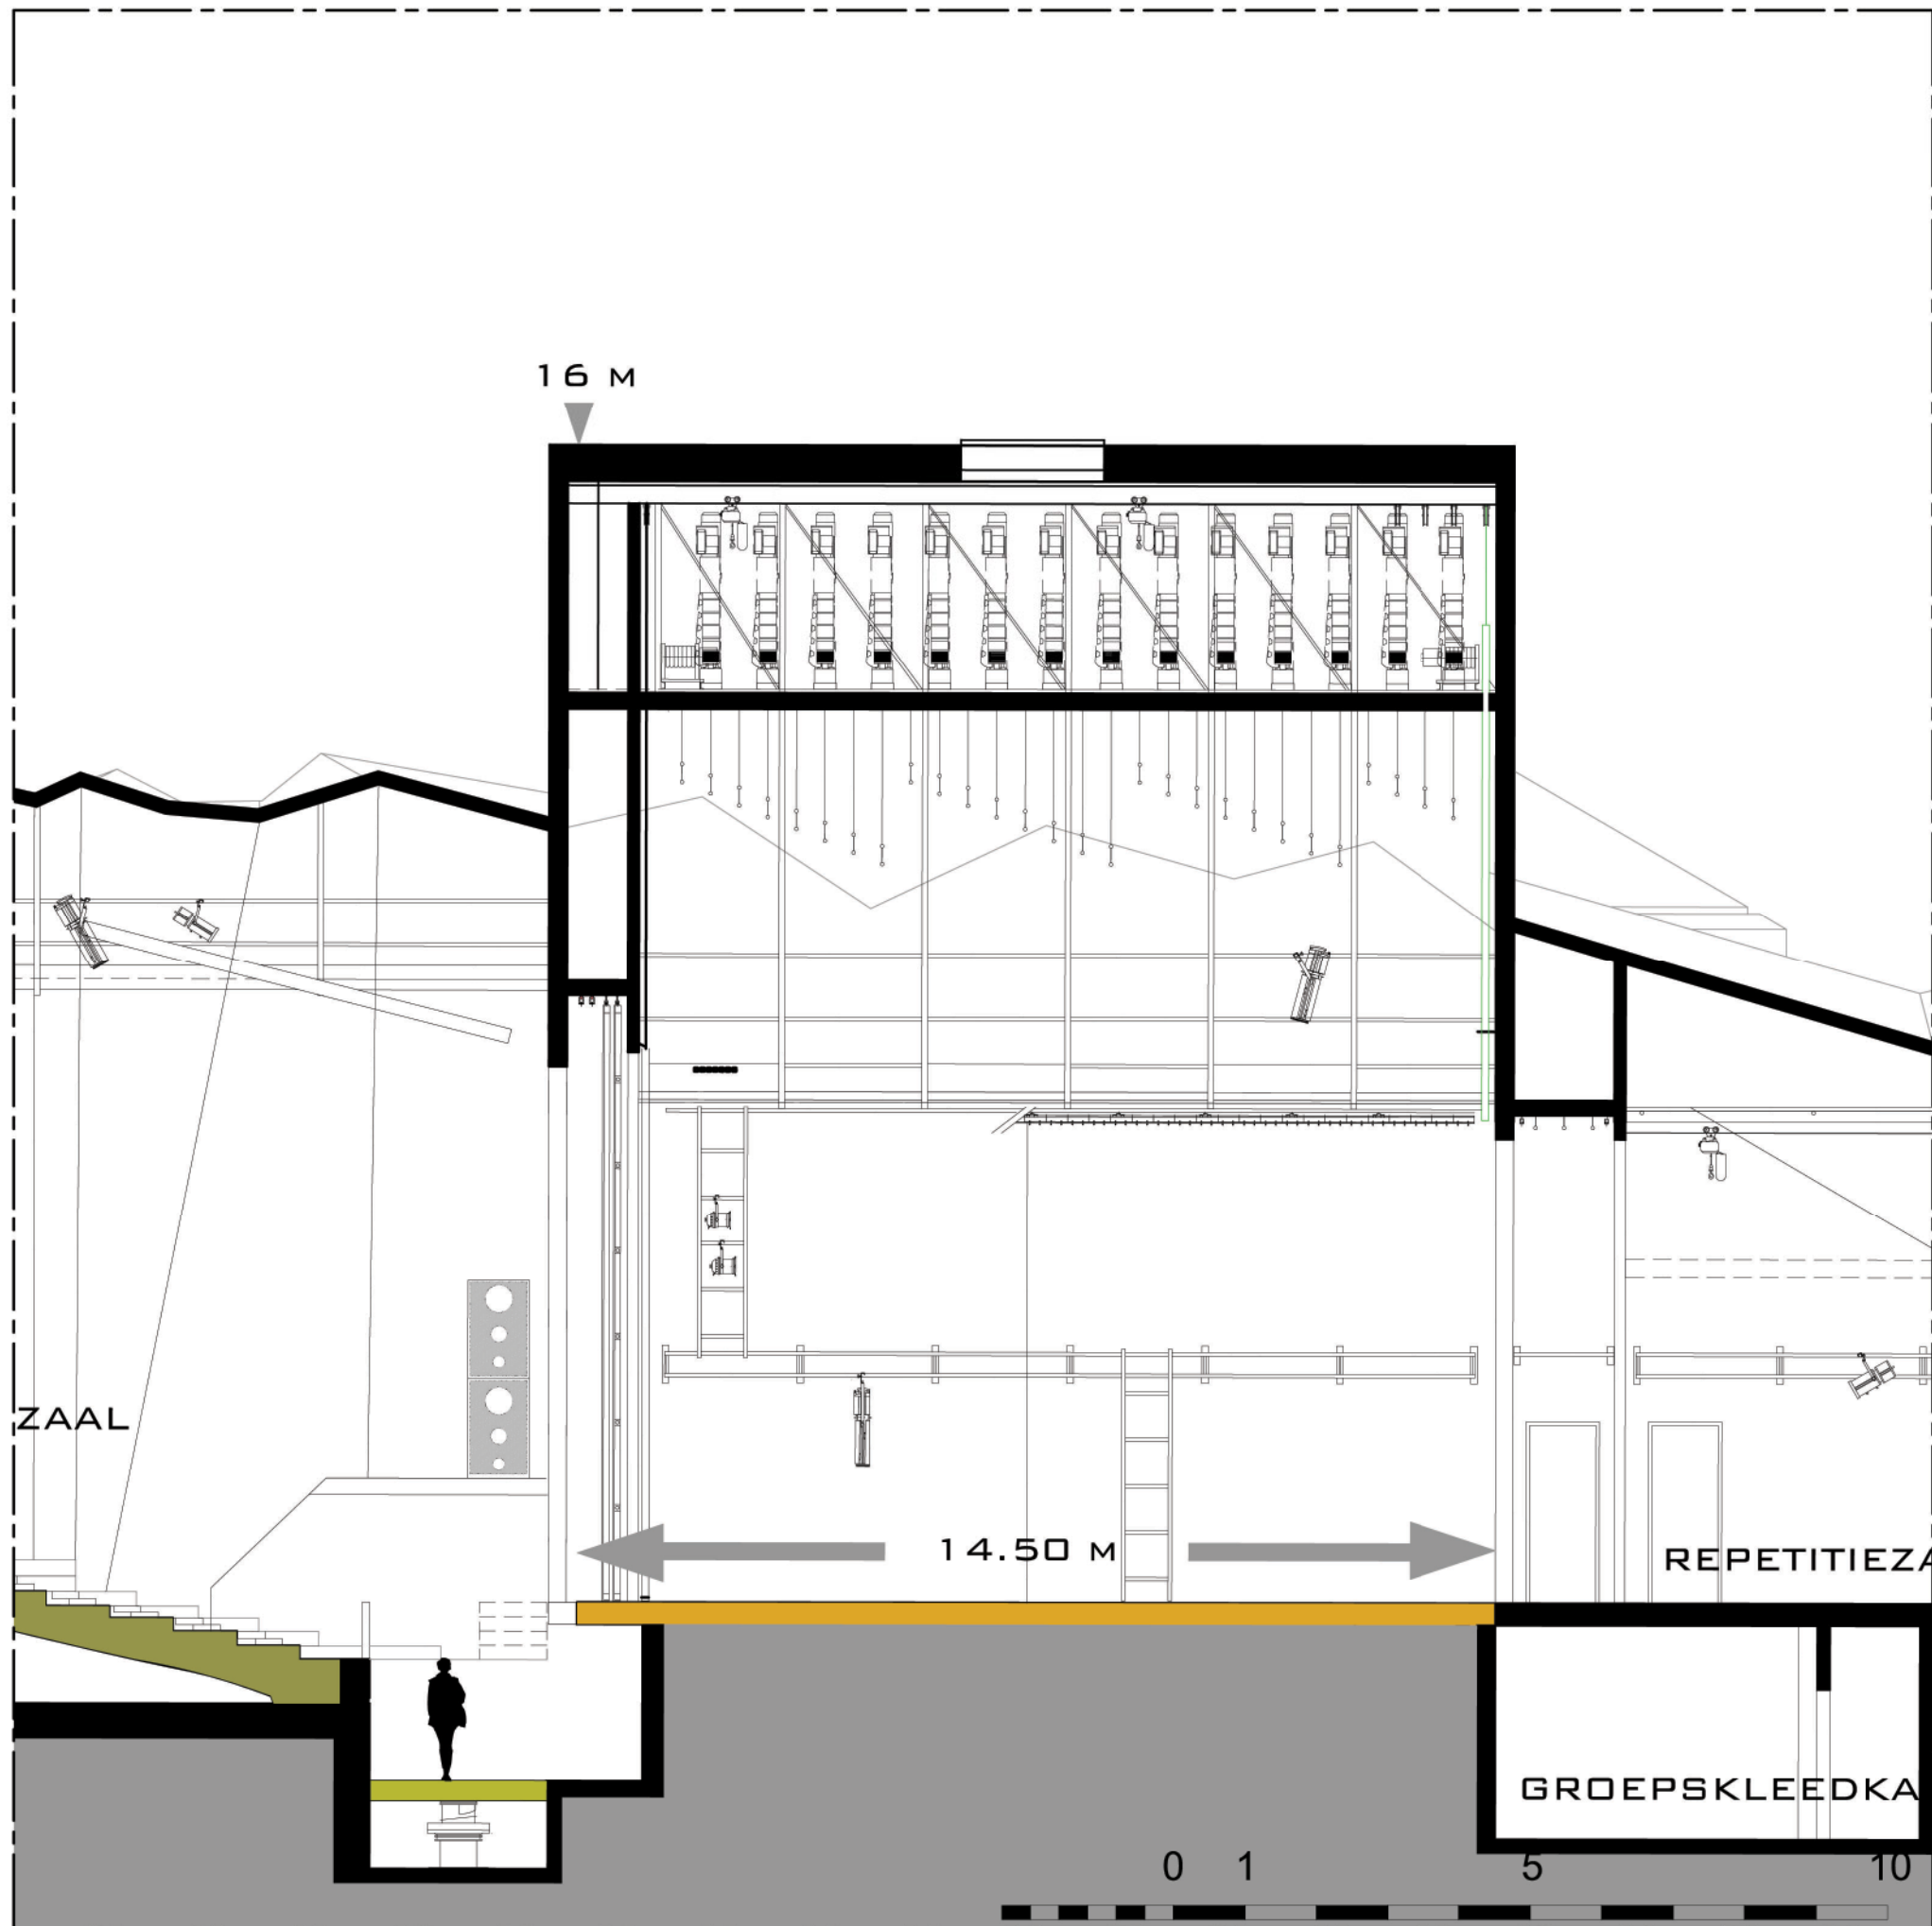 16 M
ZAAL
14.50 M
REPETITIEZA
GROEPSKLEEDKA
0 1 5 10